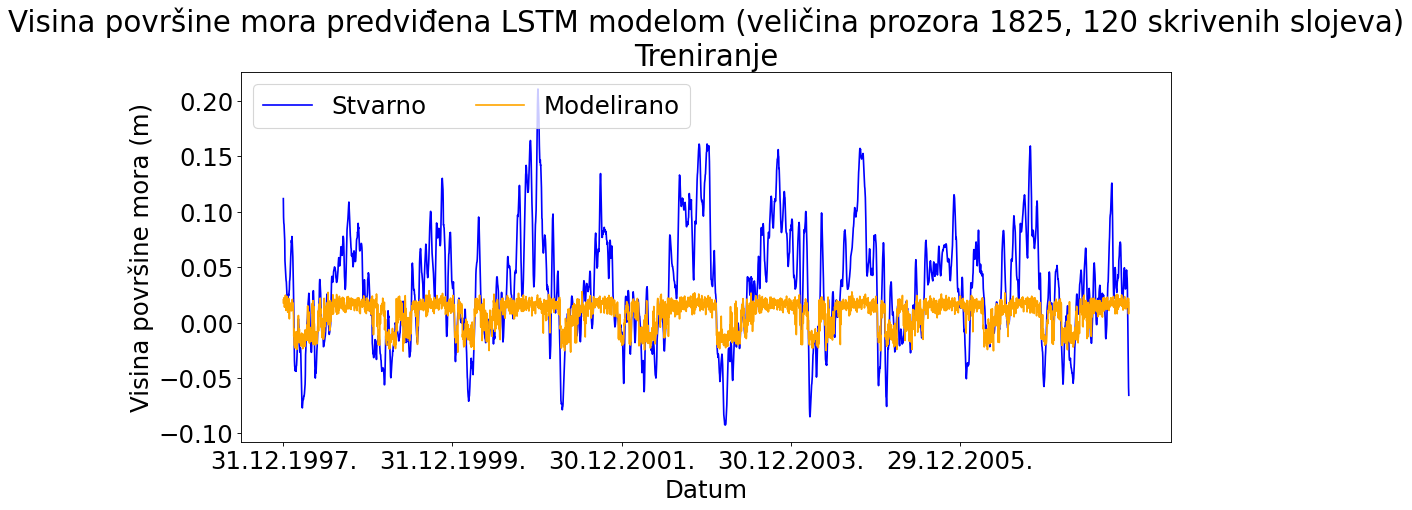 Visina površine mora predviđena LSTM modelom (veličina prozora 1825, 120 skrivenih slojeva)
Treniranje
Stvarno Modelirano
Visina površine mora (m)
0.20
0.15
0.10
0.05
0.00
−0.05
−0.10
31.12.1997. 31.12.1999. 30.12.2001. 30.12.2003. 29.12.2005.
Datum